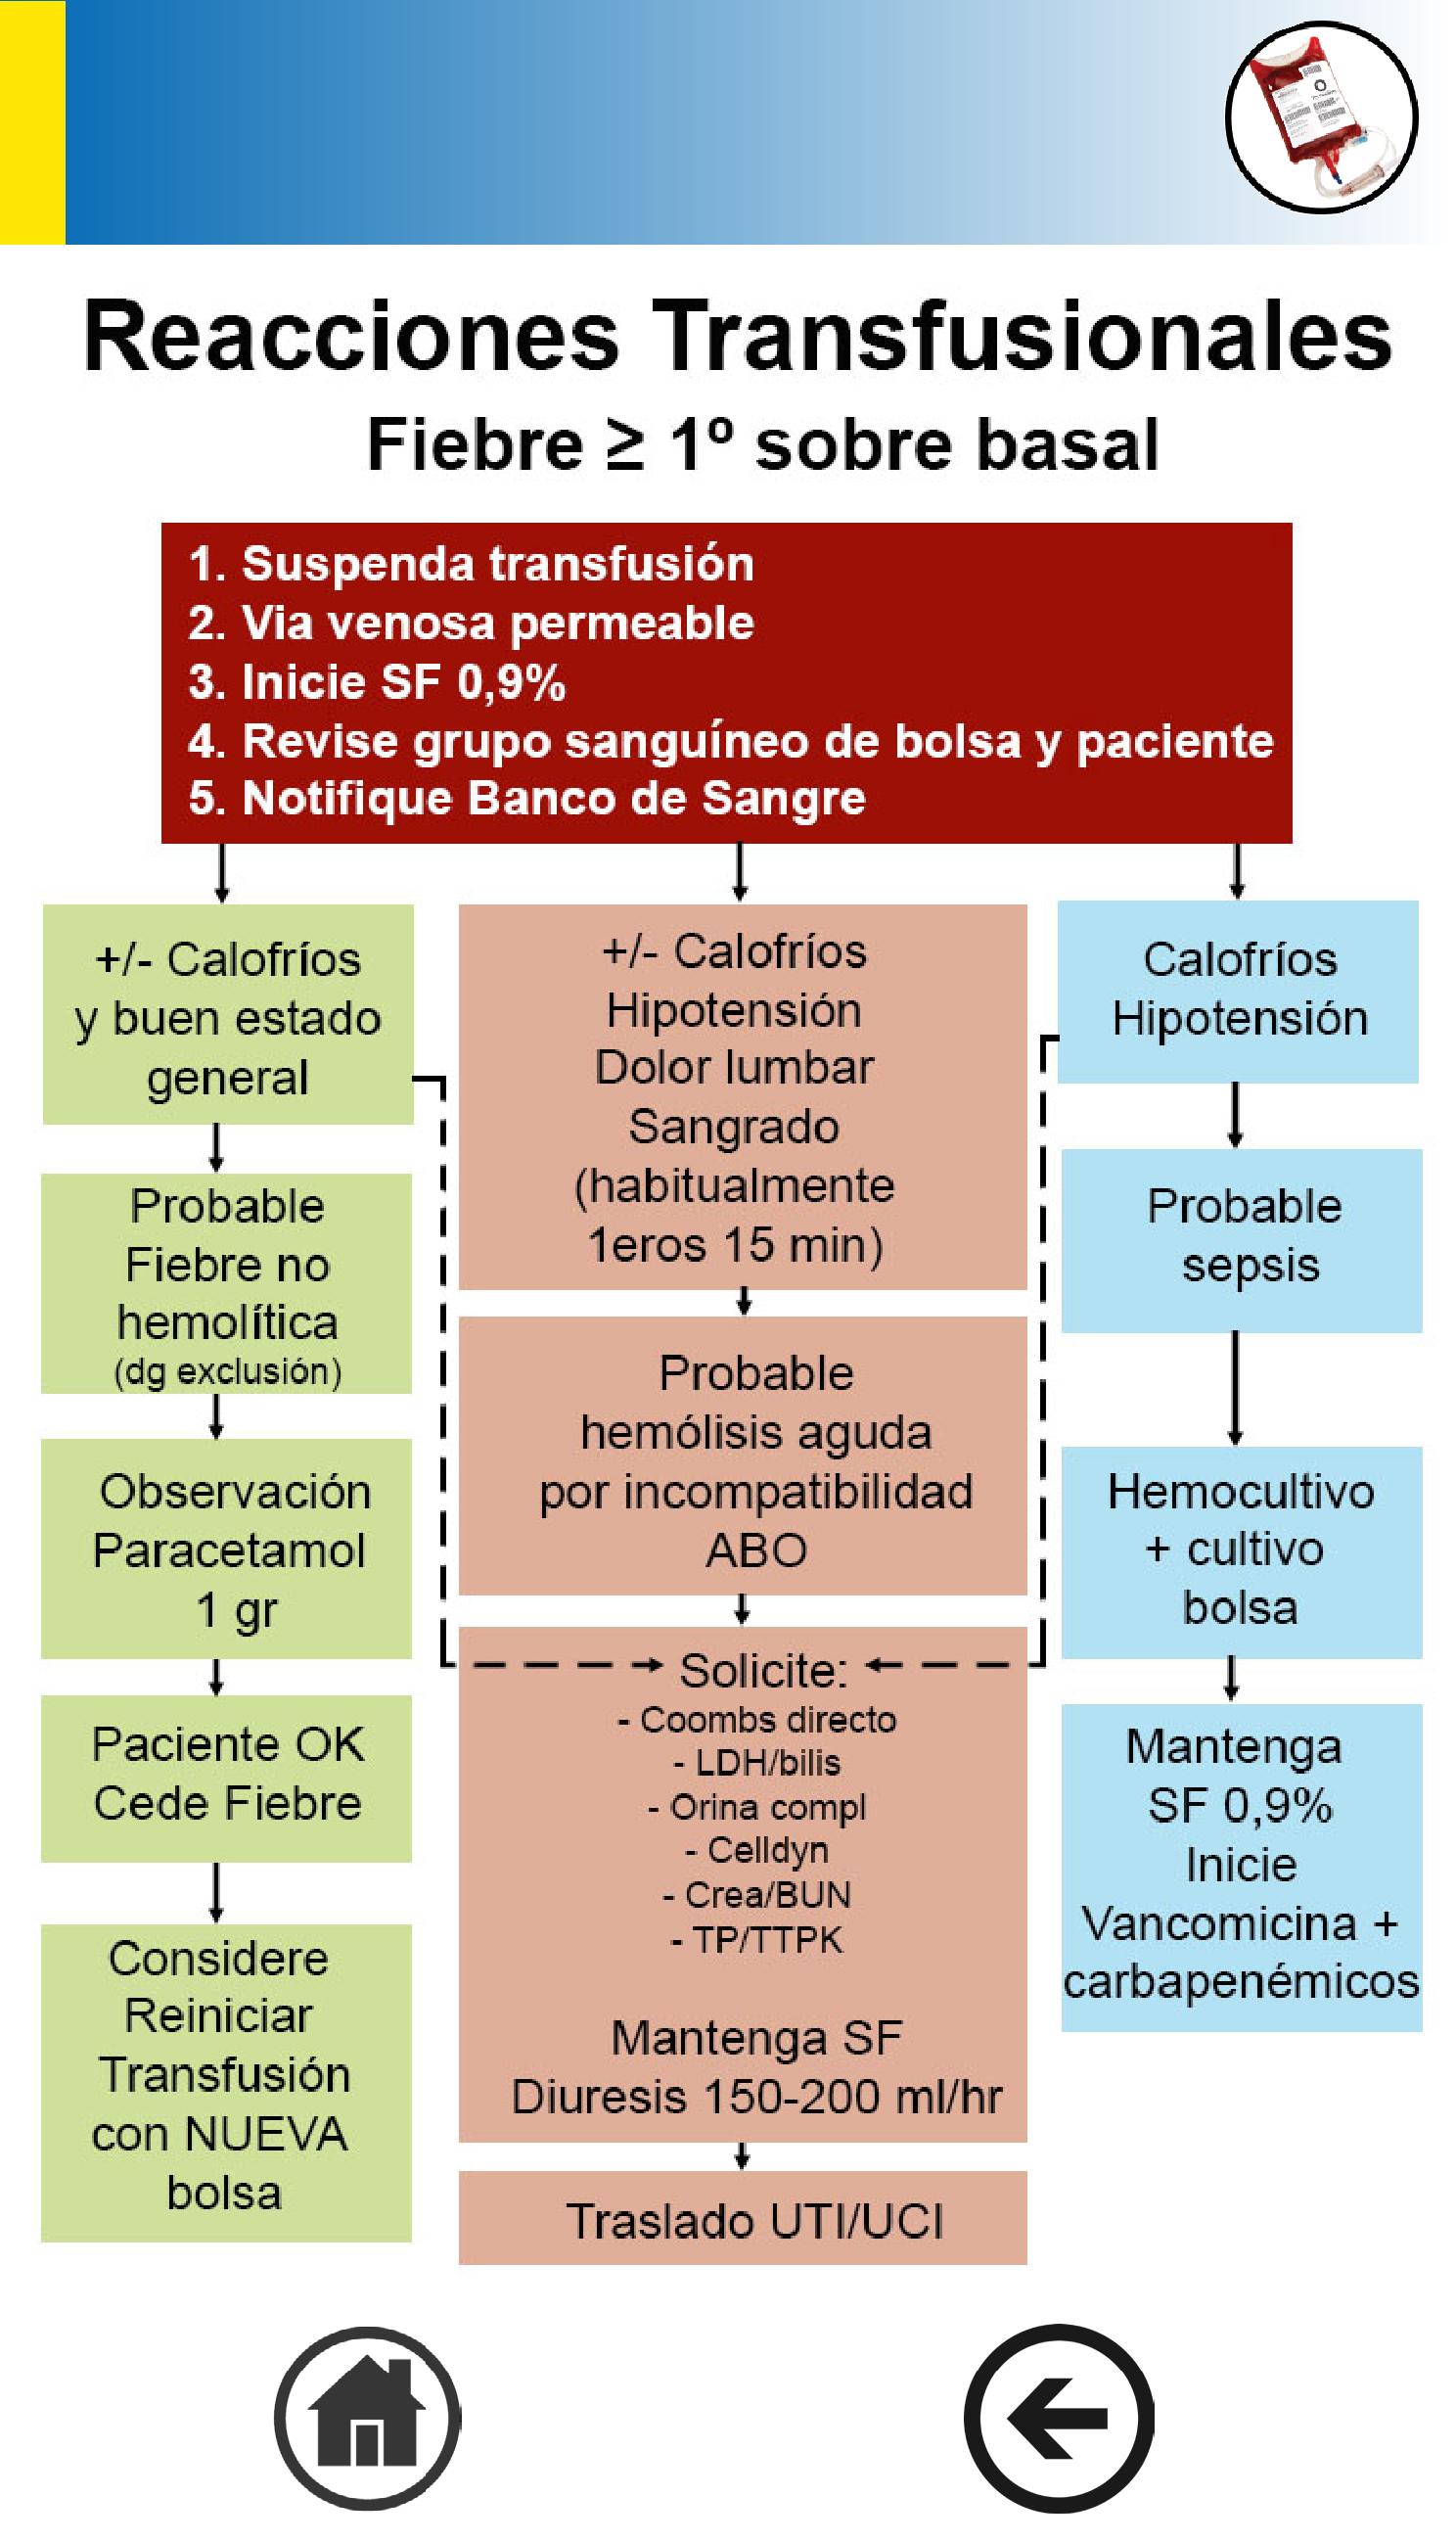 Reacciones Transfusionales
Fiebre ≥ 1º sobre basal
1. Suspenda transfusión
2. Via venosa permeable
3. Inicie SF 0,9%
4. Revise grupo sanguíneo de bolsa y paciente
5. Notifique Banco de Sangre
+/- Calofríos
y buen estado
general
Probable
Fiebre no
hemolítica
(dg exclusión)
Observación
Paracetamol
1 gr
Paciente OK
Cede Fiebre
Considere
Reiniciar
Transfusión
con NUEVA
bolsa
+/- Calofríos
Hipotensión
Dolor lumbar
Sangrado
(habitualmente
1eros 15 min)
Probable
hemólisis aguda
por incompatibilidad
ABO
Solicite:
- Coombs directo
- LDH/bilis
- Orina compl
- Celldyn
- Crea/BUN
- TP/TTPK
Mantenga SF
Diuresis 150-200 ml/hr
Traslado UTI/UCI
Calofríos
Hipotensión
Probable
sepsis
Hemocultivo
+ cultivo
bolsa
Mantenga
SF 0,9%
Inicie
Vancomicina +
carbapenémicos